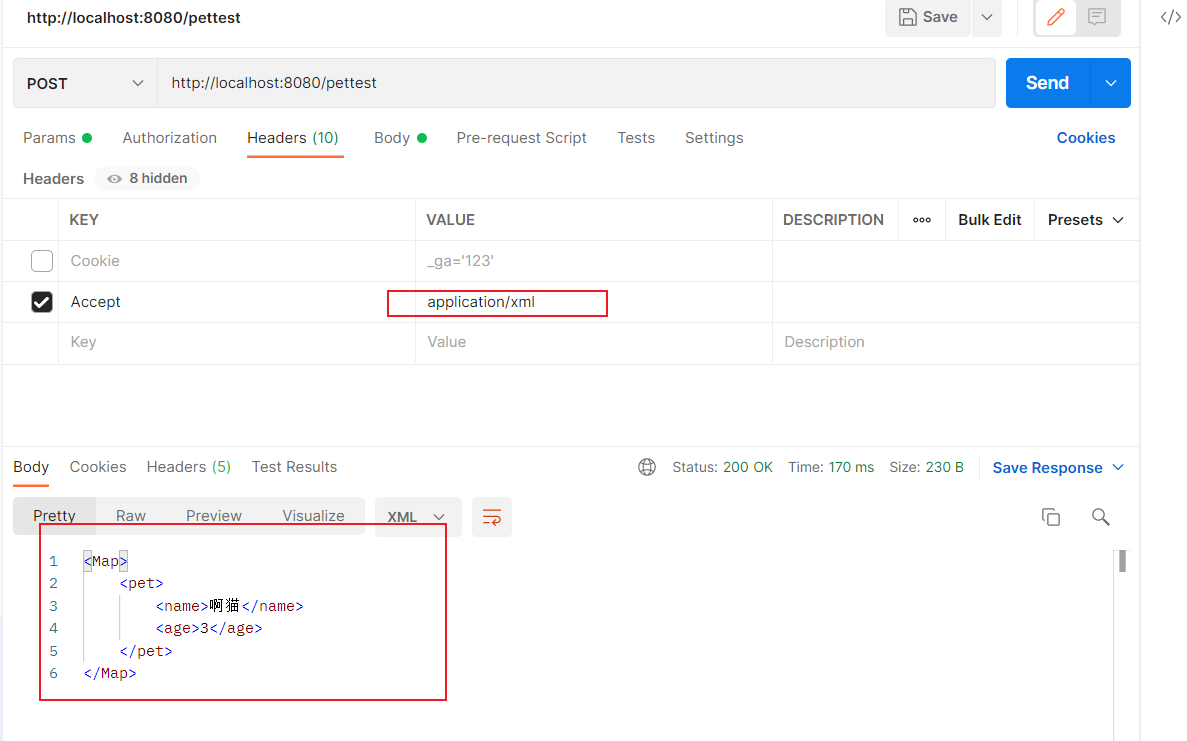 http://localhost:8080/pettest Save </>
POST http://localhost:8080/pettest Send
Params Authorization Headers (10) Body Pre-request Script Tests Settings Cookies
Headers 8 hidden
KEY VALUE DESCRIPTION ooo Bulk Edit Presets
Cookie _ga='123'
Accept application/xml
Key Value Description
Body Cookies Headers (5) Test Results Status: 200 OK Time: 170 ms Size: 230 B Save Response
Pretty Raw Preview Visualize XML
1 <Map>
2 <pet>
3 <name>啊猫</name>
4 <age>3</age>
5 </pet>
6 </Map>